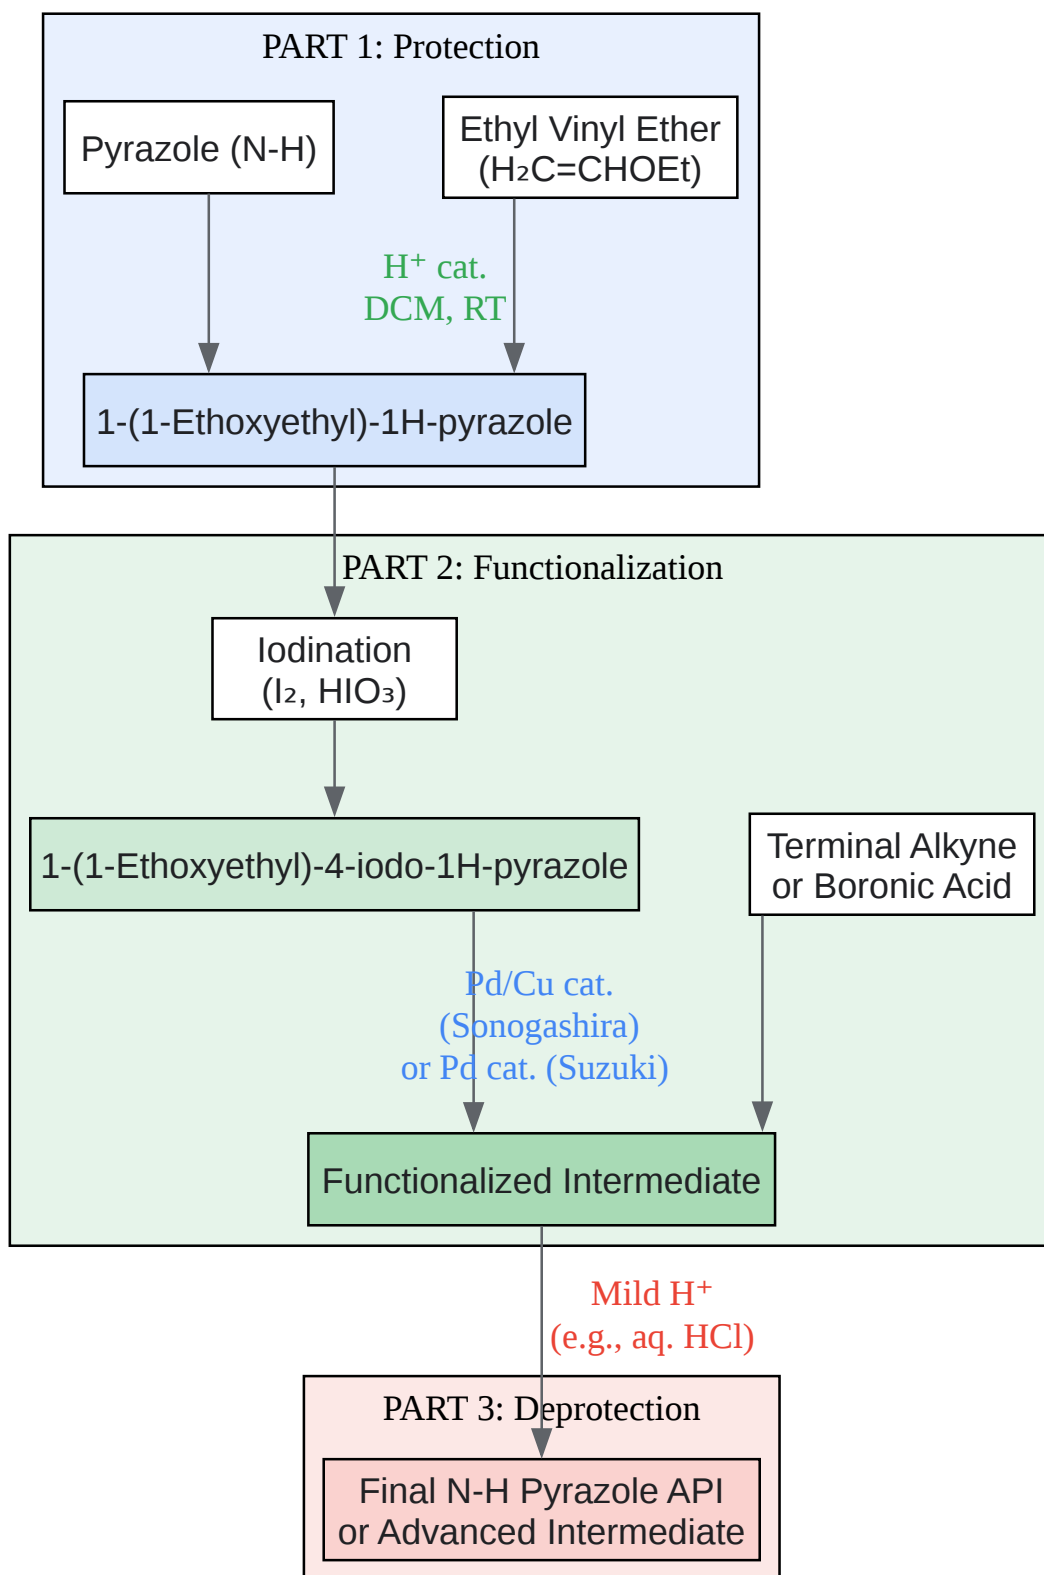 PART 1: Protection
Pyrazole (N-H)
Ethyl Vinyl Ether
(H₂C=CHOEt)
H⁺ cat.
DCM, RT
1-(1-Ethoxyethyl)-1H-pyrazole
PART 2: Functionalization
Iodination
(I₂, HIO₃)
1-(1-Ethoxyethyl)-4-iodo-1H-pyrazole
Terminal Alkyne
or Boronic Acid
Pd/Cu cat.
(Sonogashira)
or Pd cat. (Suzuki)
Functionalized Intermediate
Mild H⁺
(e.g., aq. HCl)
PART 3: Deprotection
Final N-H Pyrazole API
or Advanced Intermediate